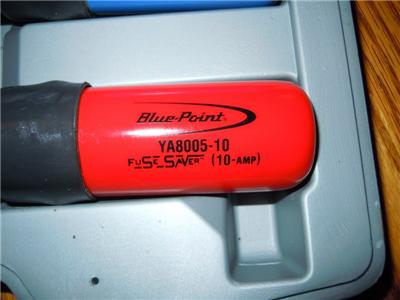 Blue-Point
YA8005-10
FUSE SAVER (10-AMP)